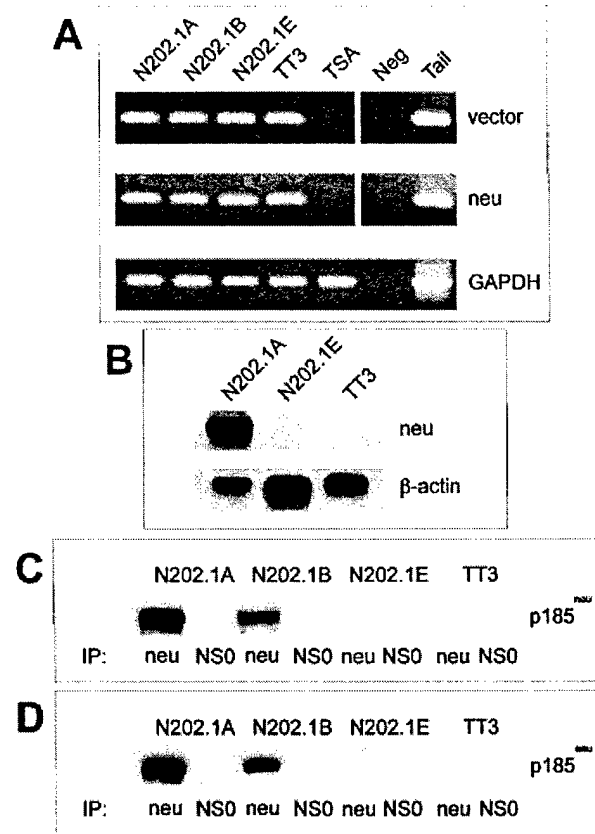 A
N202.1A N202.1B N202.1E TT3 TSA Neg Tail
vector
neu
GAPDH
B
N202.1A N202.1E TT3
neu
β-actin
C
N202.1A N202.1B N202.1E TT3
p185neu
IP: neu NS0 neu NS0 neu NS0 neu NS0
D
N202.1A N202.1B N202.1E TT3
p185neu
IP: neu NS0 neu NS0 neu NS0 neu NS0